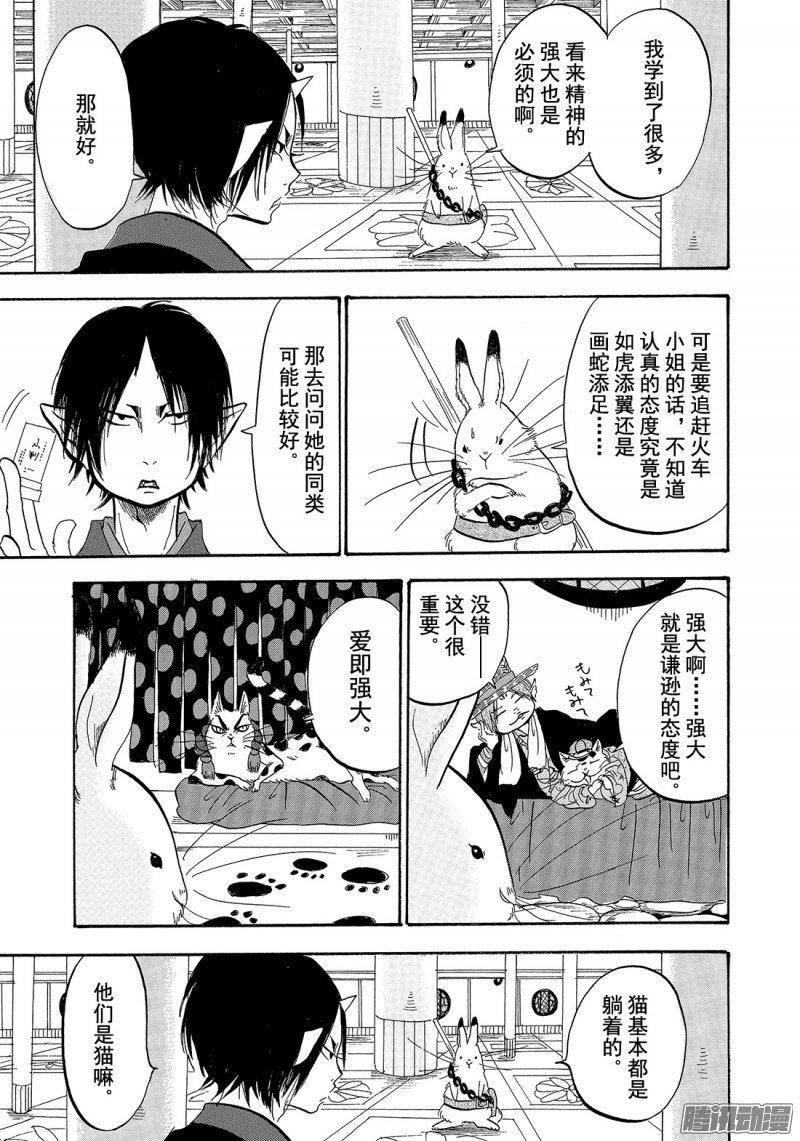 我学到了很多，
看来精神的
强大也是
必须的啊。
那就好。
可是要追赶火车
小姐的话，不知道
认真的态度究竟是
如虎添翼还是
画蛇添足……
那去问问她的同类
可能比较好。
强大啊……强大
就是谦逊的态度吧。
もみて
もみて
没错——
这个很
重要。
爱即强大。
猫基本都是
躺着的。
他们是猫嘛。
腾讯动漫